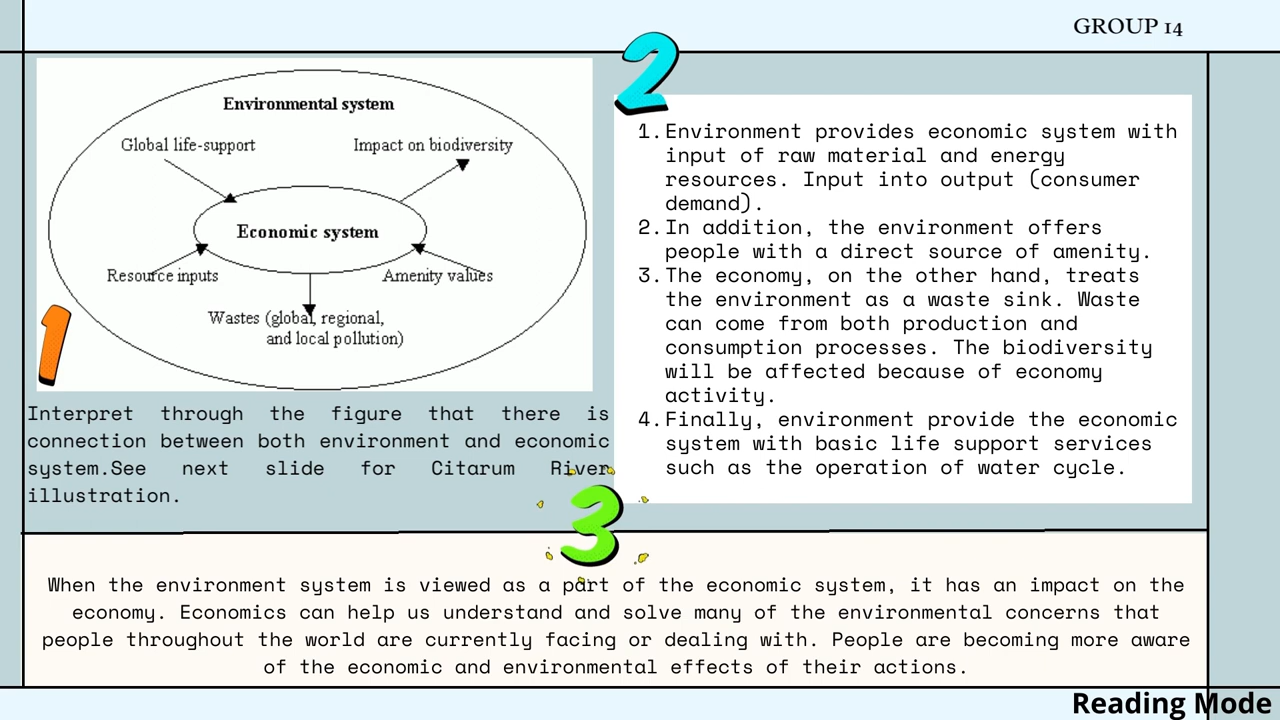 GROUP 14
Environmental system
Global life-support
Impact on biodiversity
Economic system
Resource inputs
Amenity values
Wastes (global, regional,
and local pollution)
1
Interpret through the figure that there is
connection between both environment and economic
system.See next slide for Citarum River
illustration.
2
1. Environment provides economic system with
input of raw material and energy
resources. Input into output (consumer
demand).
2. In addition, the environment offers
people with a direct source of amenity.
3. The economy, on the other hand, treats
the environment as a waste sink. Waste
can come from both production and
consumption processes. The biodiversity
will be affected because of economy
activity.
4. Finally, environment provide the economic
system with basic life support services
such as the operation of water cycle.
3
When the environment system is viewed as a part of the economic system, it has an impact on the
economy. Economics can help us understand and solve many of the environmental concerns that
people throughout the world are currently facing or dealing with. People are becoming more aware
of the economic and environmental effects of their actions.
Reading Mode